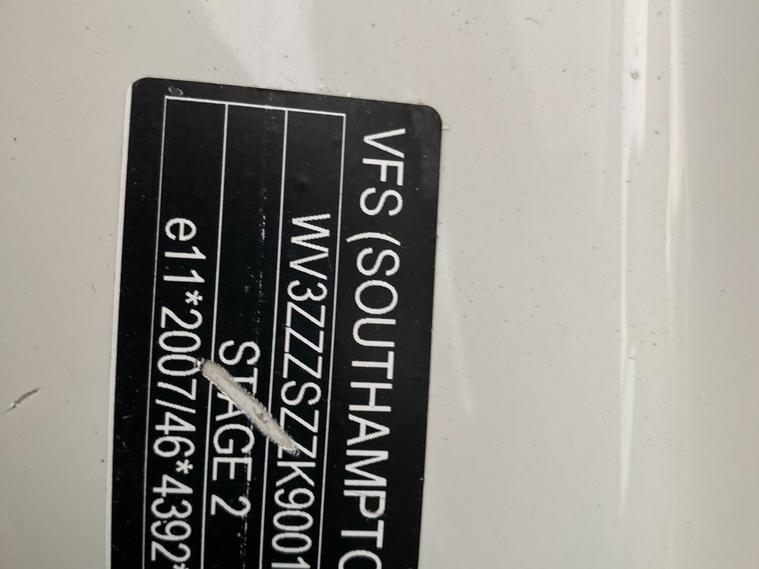 VFS (SOUTHAMPTO
WV3ZZZSZZK9001
STAGE 2
e11*2007/46*4392*